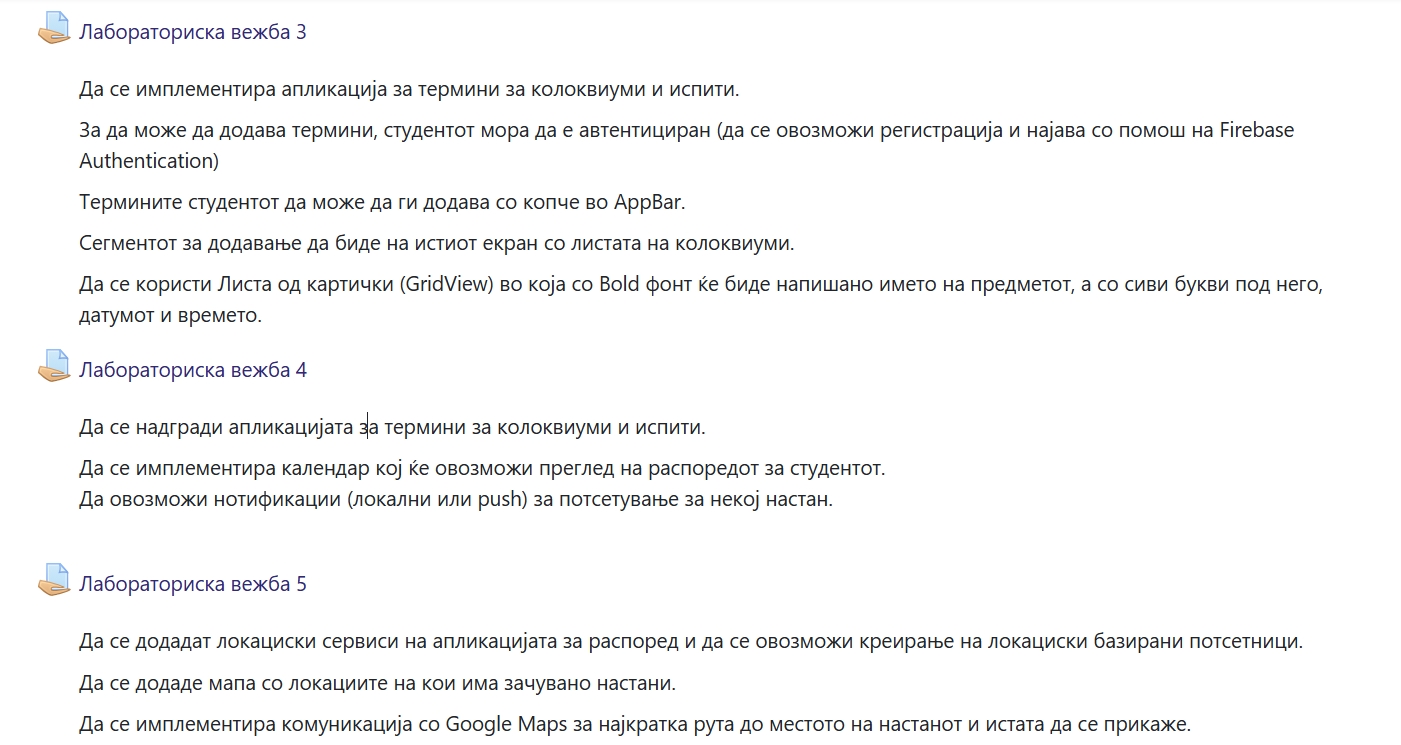 Лабораториска вежба 3
Да се имплементира апликација за термини за колоквиуми и испити.
За да може да додава термини, студентот мора да е автентициран (да се овозможи регистрација и најава со помош на Firebase
Authentication)
Термините студентот да може да ги додава со копче во AppBar.
Сегментот за додавање да биде на истиот екран со листата на колоквиуми.
Да се користи Листа од картички (GridView) во која со Bold фонт ќе биде напишано името на предметот, а со сиви букви под него,
датумот и времето.
Лабораториска вежба 4
Да се надгради апликацијата за термини за колоквиуми и испити.
Да се имплементира календар кој ќе овозможи преглед на распоредот за студентот.
Да овозможи нотификации (локални или push) за потсетување за некој настан.
Лабораториска вежба 5
Да се додадат локациски сервиси на апликацијата за распоред и да се овозможи креирање на локациски базирани потсетници.
Да се додаде мапа со локациите на кои има зачувано настани.
Да се имплементира комуникација со Google Maps за најкратка рута до местото на настанот и истата да се прикаже.